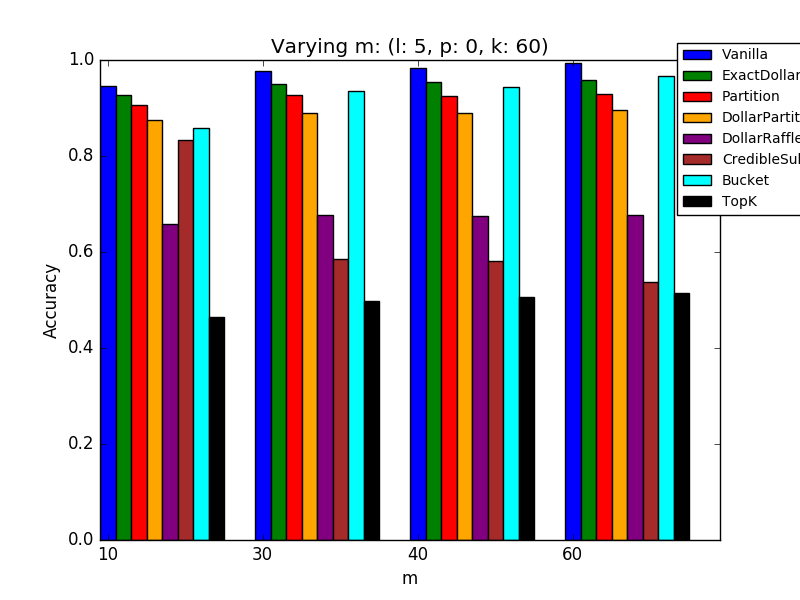 Varying m: (l: 5, p: 0, k: 60)
1.0
0.8
0.6
0.4
0.2
0.0
Accuracy
10
30
40
60
m
Vanilla
ExactDollar
Partition
DollarPartit
DollarRaffle
CredibleSu
Bucket
TopK